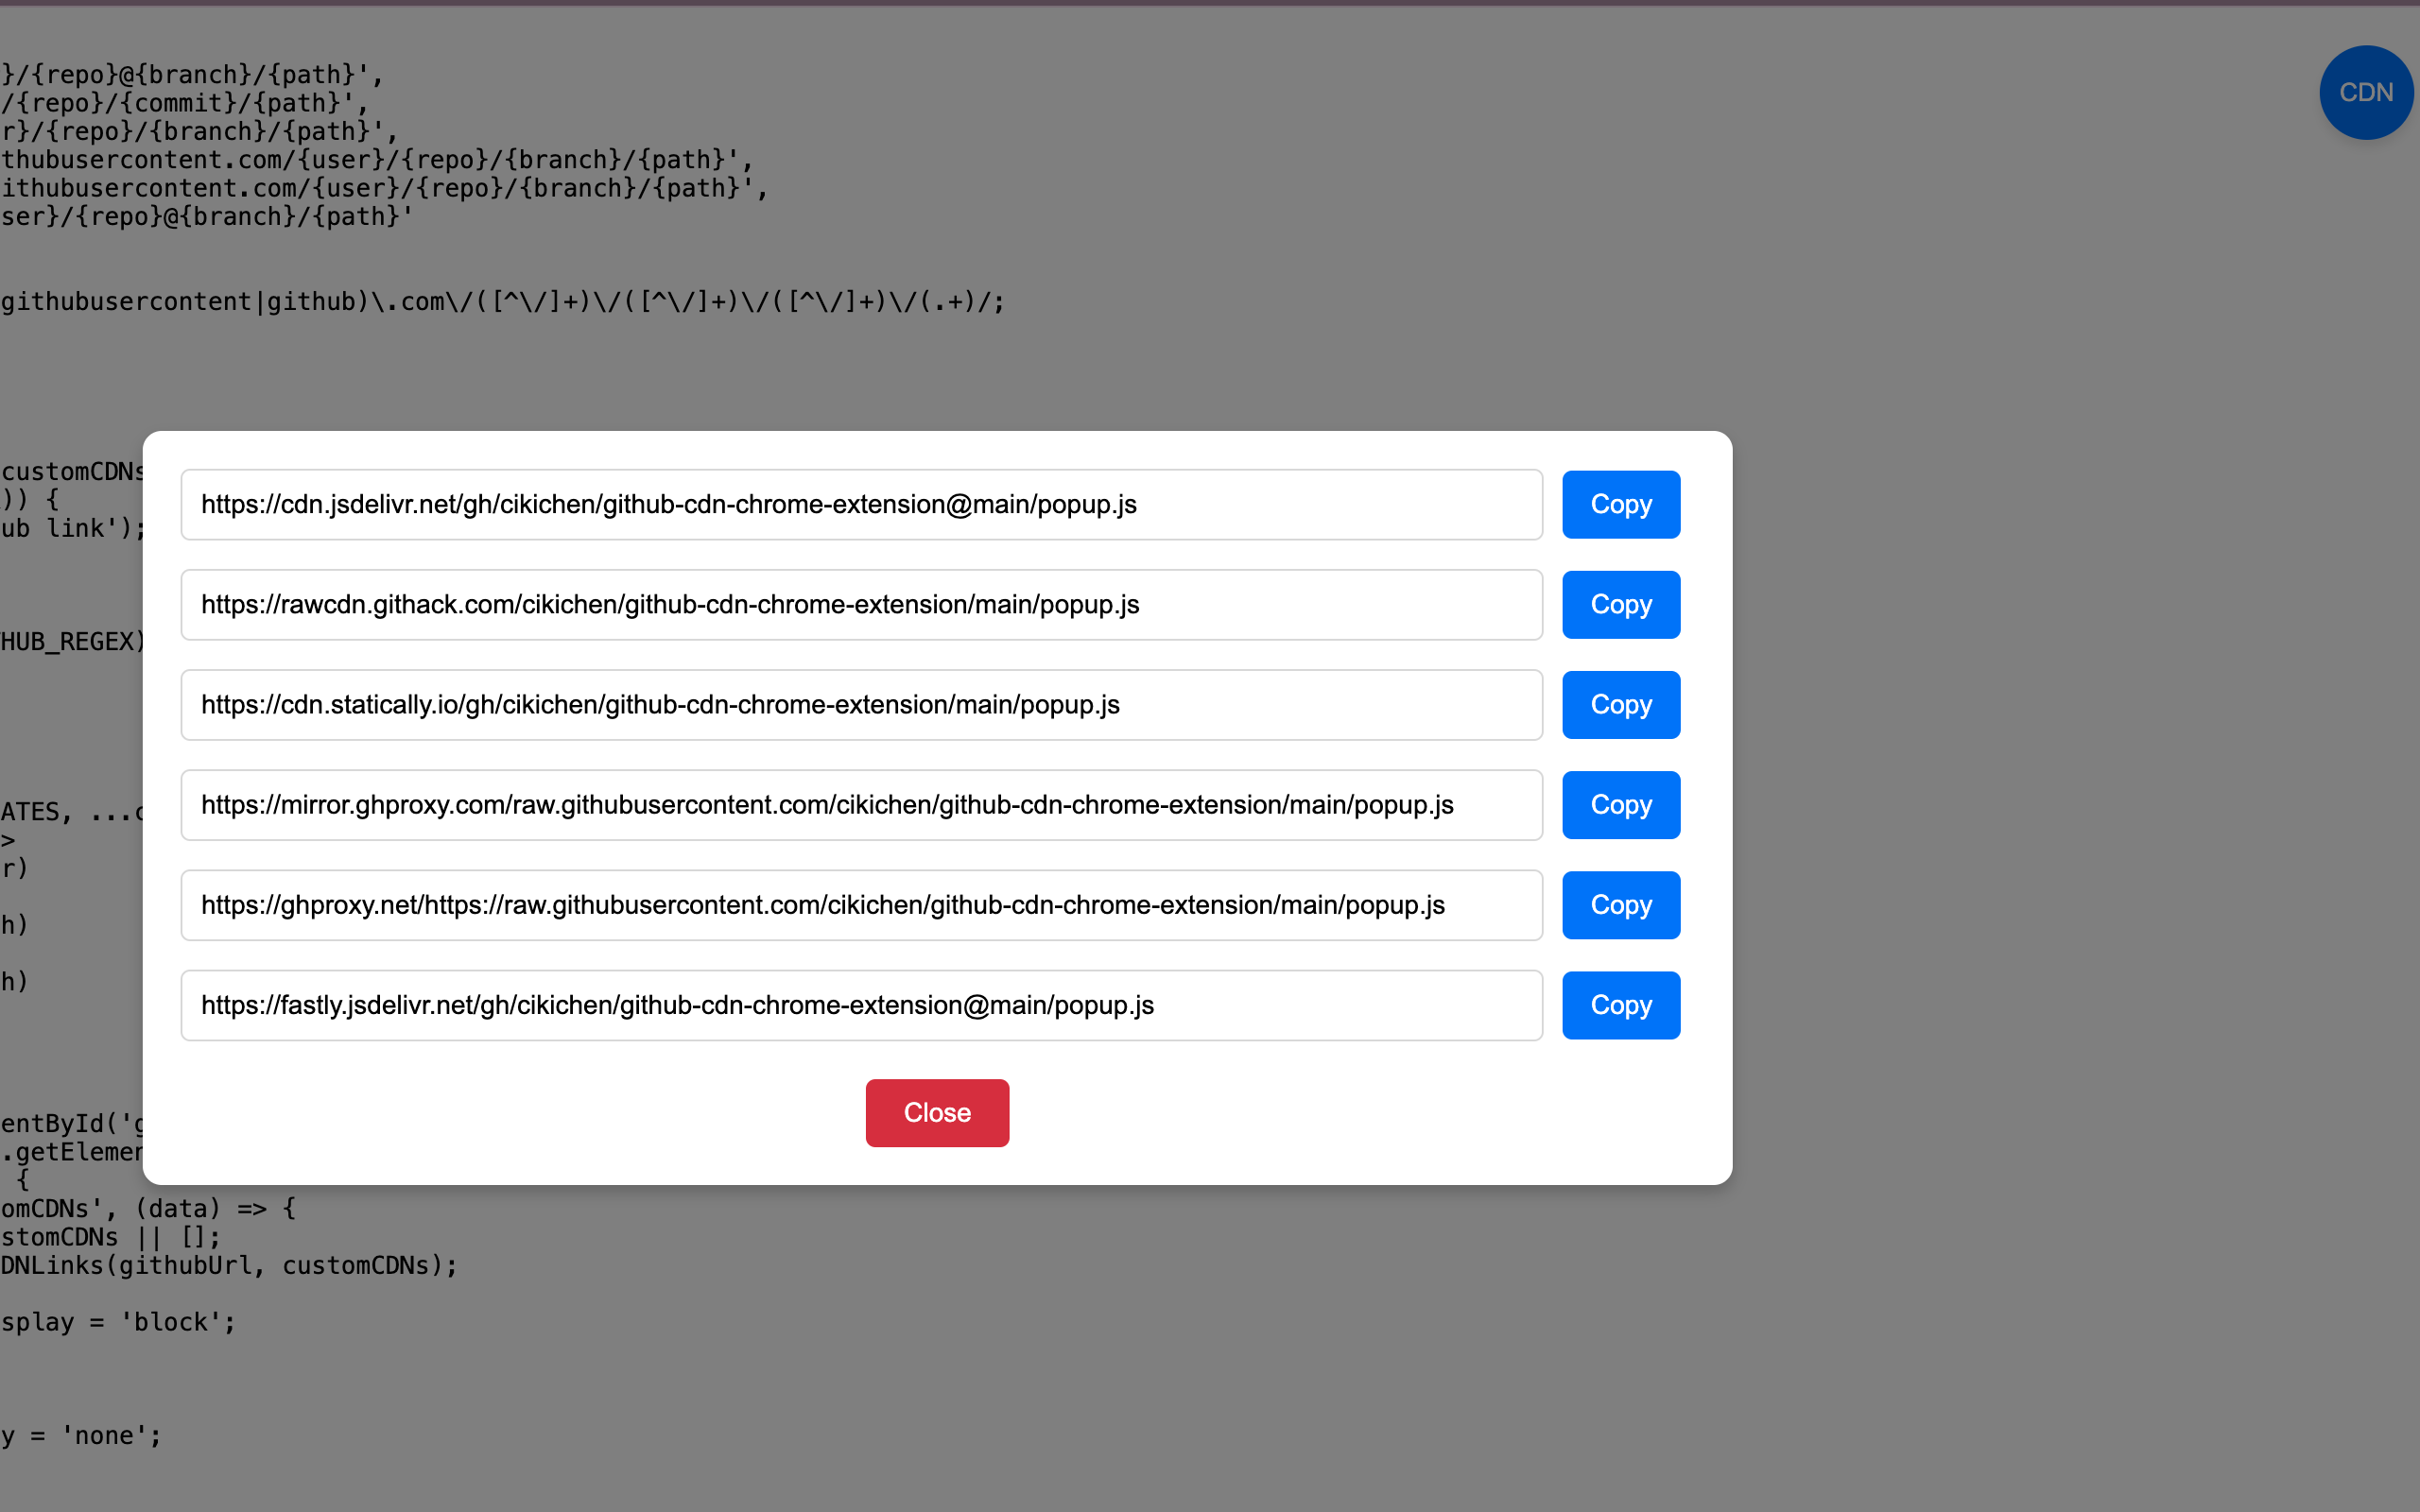 }/{repo}@{branch}/{path}',
/{repo}/{commit}/{path}',
r}/{repo}/{branch}/{path}',
thubusercontent.com/{user}/{repo}/{branch}/{path}',
ithubusercontent.com/{user}/{repo}/{branch}/{path}',
ser}/{repo}@{branch}/{path}'
CDN
githubusercontent|github)\.com\/([^\/]+)\/([^\/]+)\/([^\/]+)\/(.+)/;
customCDNs
)) {
ub link');
HUB_REGEX)
ATES, ...c
>
r)
h)
h)
https://cdn.jsdelivr.net/gh/cikichen/github-cdn-chrome-extension@main/popup.js Copy
https://rawcdn.githack.com/cikichen/github-cdn-chrome-extension/main/popup.js Copy
https://cdn.statically.io/gh/cikichen/github-cdn-chrome-extension/main/popup.js Copy
https://mirror.ghproxy.com/raw.githubusercontent.com/cikichen/github-cdn-chrome-extension/main/popup.js Copy
https://ghproxy.net/https://raw.githubusercontent.com/cikichen/github-cdn-chrome-extension/main/popup.js Copy
https://fastly.jsdelivr.net/gh/cikichen/github-cdn-chrome-extension@main/popup.js Copy
Close
entById('g
.getElemen
{
omCDNs', (data) => {
stomCDNs || [];
DNLinks(githubUrl, customCDNs);
splay = 'block';
y = 'none';